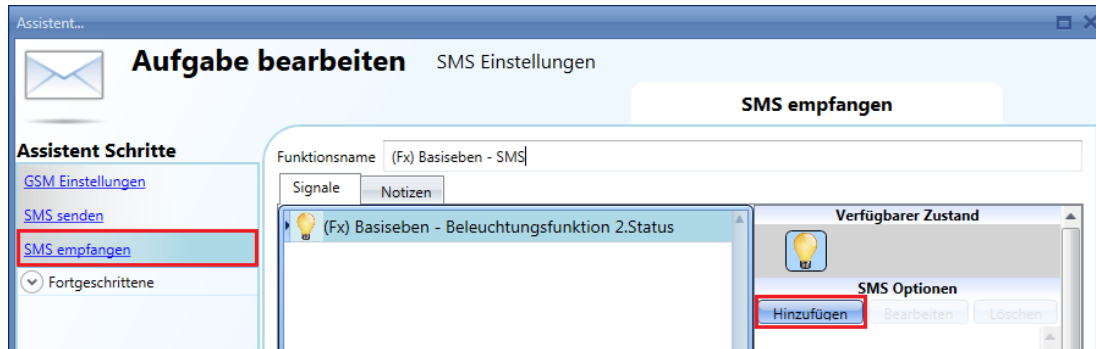 Assistent...
Aufgabe bearbeiten SMS Einstellungen
SMS empfangen
Assistent Schritte
GSM Einstellungen
SMS senden
SMS empfangen
Fortgeschrittene
Funktionsname (Fx) Basiseben - SMS
Signale Notizen
(Fx) Basiseben - Beleuchtungsfunktion 2.Status
Verfügbarer Zustand
SMS Optionen
Hinzufügen Bearbeiten Löschen